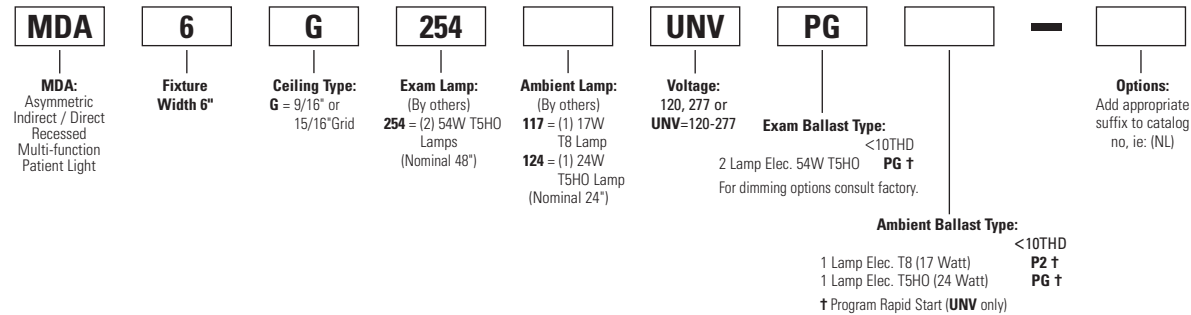 MDA
6
G
254
UNV
PG
MDA:
Asymmetric
Indirect / Direct
Recessed
Multi-function
Patient Light
Fixture
Width 6"
Ceiling Type:
G = 9/16" or
15/16"Grid
Exam Lamp:
(By others)
254 = (2) 54W T5HO
Lamps
(Nominal 48")
Ambient Lamp:
(By others)
117 = (1) 17W
T8 Lamp
124 = (1) 24W
T5HO Lamp
(Nominal 24")
Voltage:
120, 277 or
UNV=120-277
Exam Ballast Type:
<10THD
2 Lamp Elec. 54W T5HO PG †
For dimming options consult factory.
Ambient Ballast Type:
<10THD
1 Lamp Elec. T8 (17 Watt) P2 †
1 Lamp Elec. T5HO (24 Watt) PG †
† Program Rapid Start (UNV only)
Options:
Add appropriate
suffix to catalog
no, ie: (NL)